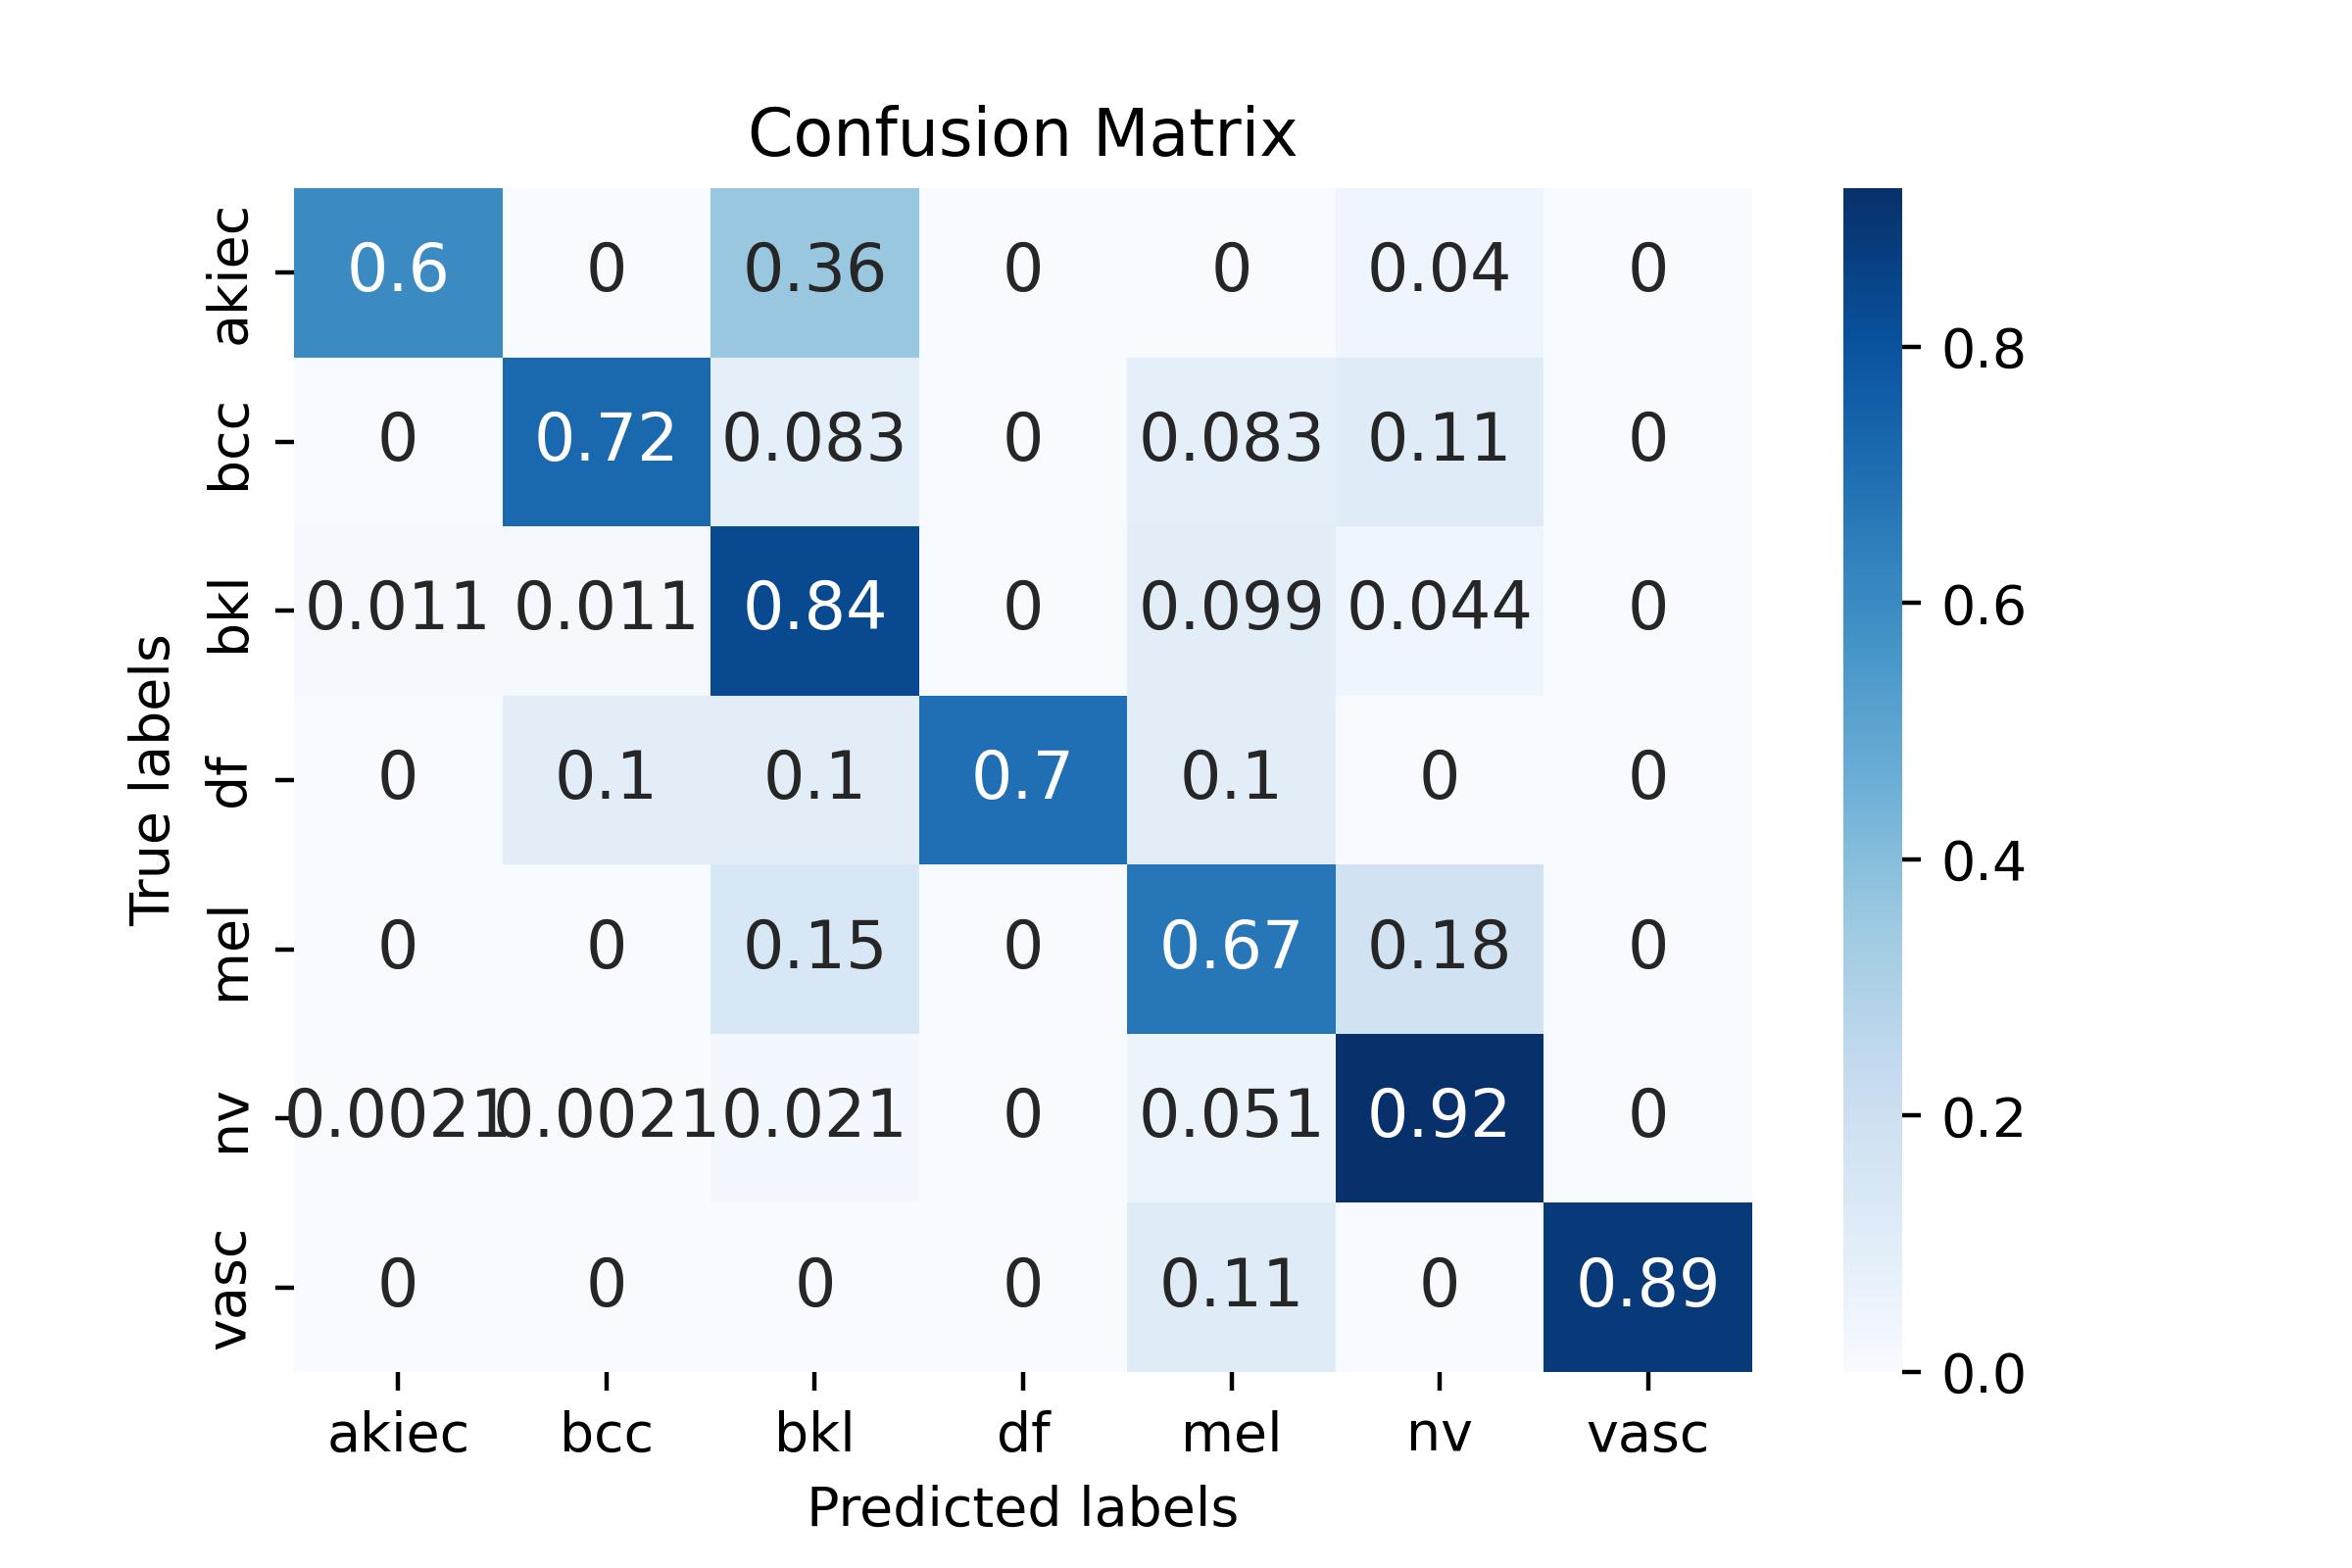 Confusion Matrix
akiec 0.6 0 0.36 0 0 0.04 0
bcc 0 0.72 0.083 0 0.083 0.11 0
bkl 0.011 0.011 0.84 0 0.099 0.044 0
df 0 0.1 0.1 0.7 0.1 0 0
mel 0 0 0.15 0 0.67 0.18 0
nv 0.0021 0.0021 0.021 0 0.051 0.92 0
vasc 0 0 0 0 0.11 0 0.89
True labels
akiec bcc bkl df mel nv vasc
Predicted labels
0.8
0.6
0.4
0.2
0.0